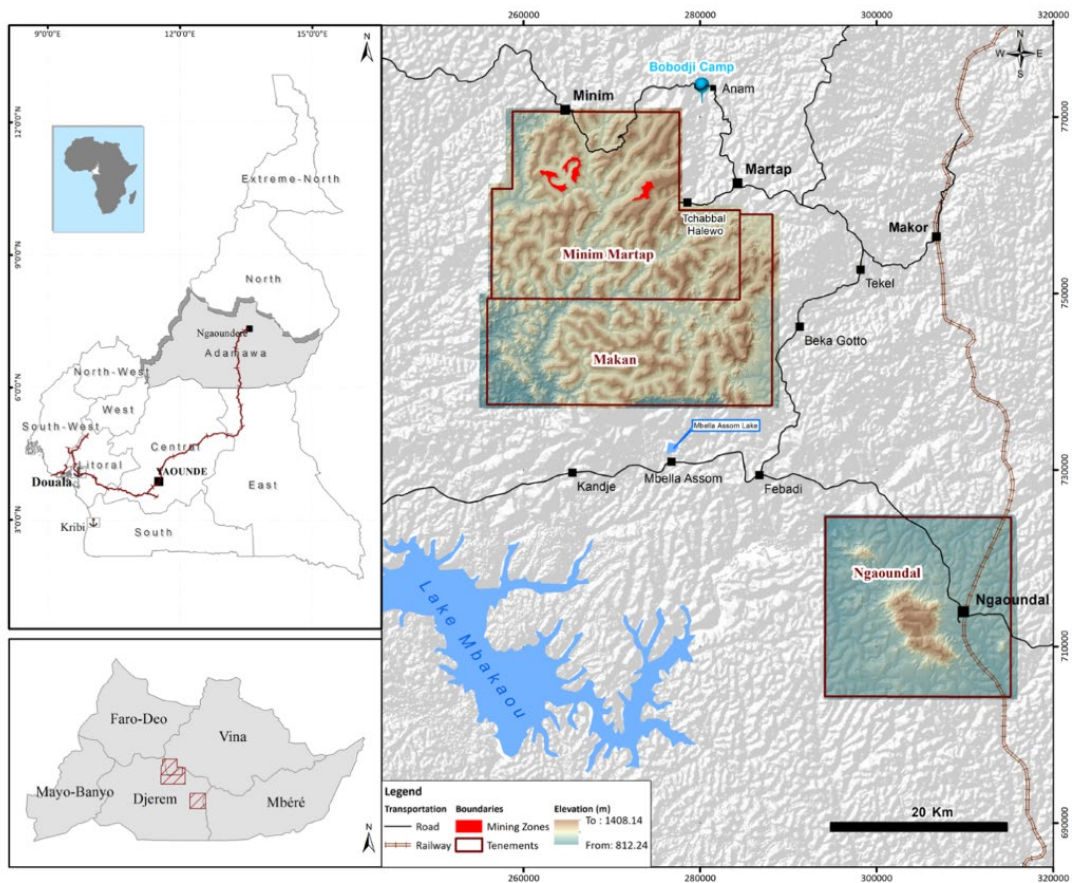 9°0'0"E
12°0'0"E
15°0'0"E
N
12°0'0"N
9°0'0"N
6°0'0"N
3°0'0"N
Extreme-North
North
Ngaoundere
Adamawa
North-West
West
South-West
Central
Litoral
Douala
YAOUNDE
East
Kribi
South
Faro-Deo
Vina
Mayo-Banyo
Djerem
Mbéré
N
260000
280000
300000
320000
N
W
E
S
Bobodji Camp
Minim
Anam
770000
Martap
Tchabbal
Halewo
Makor
Minim Martap
Tekel
750000
Beka Gotto
Makan
Mbella Assom Lake
Kandje
Mbella Assom
Febadi
730000
Ngaoundal
Ngaoundal
Lake Mbakaou
710000
690000
Legend
Transportation
Road
Railway
Boundaries
Mining Zones
Tenements
Elevation (m)
To : 1408.14
From: 812.24
20 Km
260000
280000
300000
320000